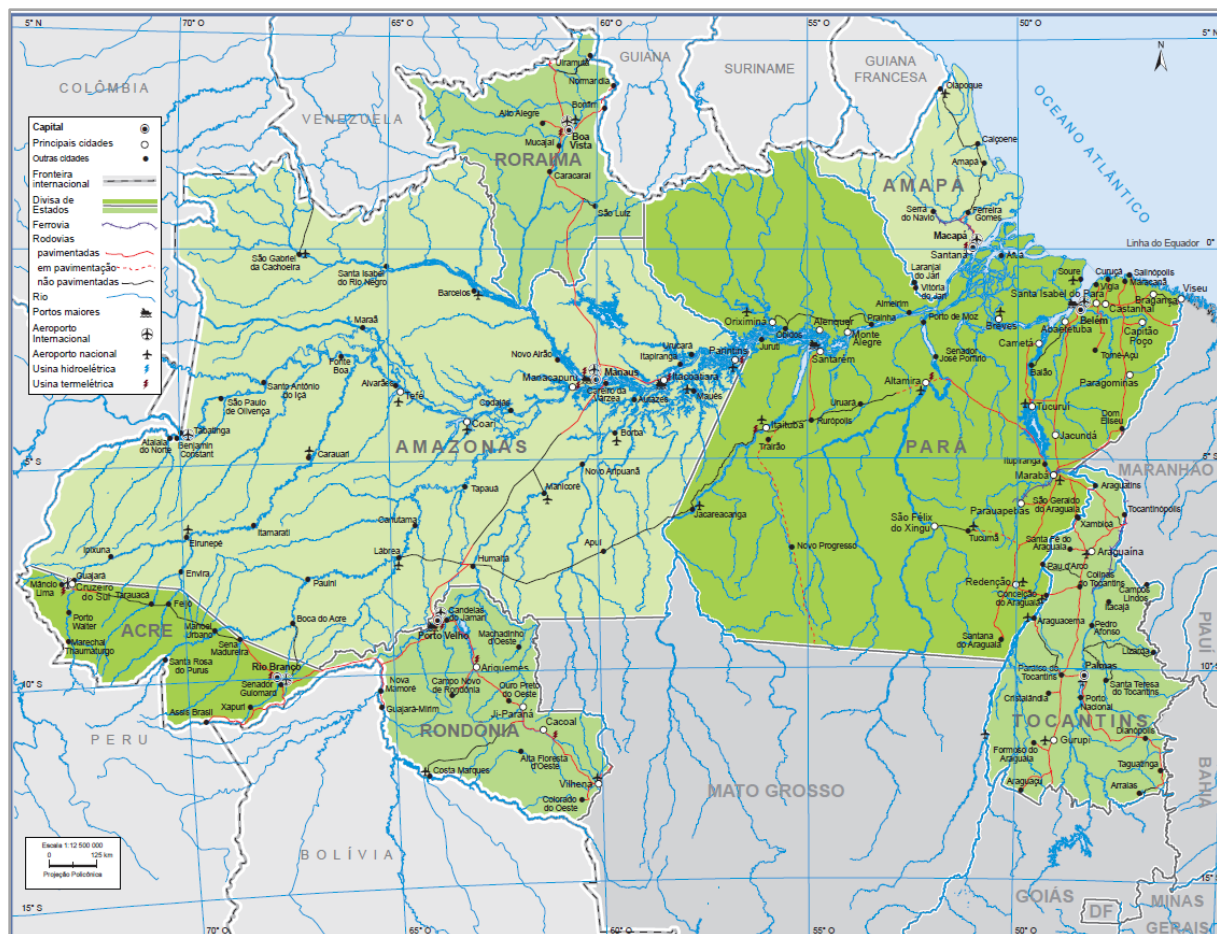 5° N
70° O
65° O
60° O
55° O
50° O
5° N
COLÔMBIA
VENEZUELA
GUIANA
SURINAME
GUIANA
FRANCESA
N
OCEANO ATLÂNTICO
Capital
Principais cidades
Outras cidades
Fronteira
internacional
Divisa de
Estados
Ferrovia
Rodovias
pavimentadas
em pavimentação
não pavimentadas
Rio
Portos maiores
Aeroporto
Internacional
Aeroporto nacional
Usina hidroelétrica
Usina termelétrica
Uiramutã
Normandia
Bonfim
Alto Alegre
Boa
Vista
Mucajaí
RORAIMA
Caracaraí
São Luiz
Oiapoque
Calçoene
Amapá
AMAPÁ
Serra
do Navio
Ferreira
Gomes
Macapá
Santana
Linha do Equador
0°
Afuá
Laranjal
do Jari
Vitória
do Jari
São Gabriel
da Cachoeira
Santa Isabel
do Rio Negro
Barcelos
Maraã
Fonte
Boa
Novo Airão
Manaus
Manacapuru
Careiro da
Várzea
Autazes
Itacoatiara
Itapiranga
Urucará
Parintins
Maués
Borba
Novo Aripuanã
Manicoré
Santo Antônio
do Içá
São Paulo
de Olivença
Alvarães
Tefé
Codajás
Coari
Tabatinga
Benjamin
Constant
Atalaia
do Norte
5° S
AMAZONAS
Carauari
Tapauá
Canutama
Itamarati
Eirunepé
Ipixuna
Envira
Lábrea
Humaitá
Apuí
Pauini
Boca do Acre
Oriximiná
Óbidos
Juruti
Alenquer
Monte
Alegre
Santarém
Prainha
Almeirim
Porto de Moz
Breves
Soure
Curuçá
Vigia
Salinópolis
Maracanã
Viseu
Santa Isabel do Pará
Bragança
Castanhal
Belém
Abaetetuba
Capitão
Poço
Cametá
Tomé-Açu
Senador
José Porfírio
Baião
Paragominas
Altamira
Tucuruí
Dom
Eliseu
Uruará
Rurópolis
Itaituba
Trairão
Jacundá
PARÁ
Itupiranga
Marabá
5° S
MARANHÃO
Araguatins
São Geraldo
do Araguaia
Tocantinópolis
Parauapebas
Xambioá
São Félix
do Xingu
Tucumã
Jacareacanga
Novo Progresso
Santa Fé do
Araguaia
Araguaína
Pau d'Arco
Redenção
Colinas
do Tocantins
Conceição
do Araguaia
Campos
Lindos
Itacajá
Araguacema
Pedro
Afonso
Santana
do Araguaia
Lizarda
PIAUÍ
10° S
Paraíso do
Tocantins
Palmas
Santa Teresa
do Tocantins
Cristalândia
Porto
Nacional
TOCANTINS
Dianópolis
Formoso do
Araguaia
Gurupi
Taguatinga
Araguaçu
Arraias
BAHIA
Guajará
Mâncio
Lima
Cruzeiro
do Sul
Tarauacá
Feijó
Porto
Walter
ACRE
Manoel
Urbano
Sena
Madureira
Marechal
Thaumaturgo
Santa Rosa
do Purus
Rio Branco
Senador
Guiomard
Xapuri
Assis Brasil
10° S
PERU
Candeias
do Jamari
Porto Velho
Machadinho
d'Oeste
Ariquemes
Nova
Mamoré
Campo Novo
de Rondônia
Ouro Preto
do Oeste
Guajará-Mirim
Ji-Paraná
RONDÔNIA
Cacoal
Alta Floresta
d'Oeste
Costa Marques
Vilhena
Colorado
do Oeste
MATO GROSSO
Escala 1:12 500 000
0 125 km
Projeção Policônica
BOLÍVIA
15° S
15° S
GOIÁS
DF
MINAS
GERAIS
70° O
65° O
60° O
55° O
50° O